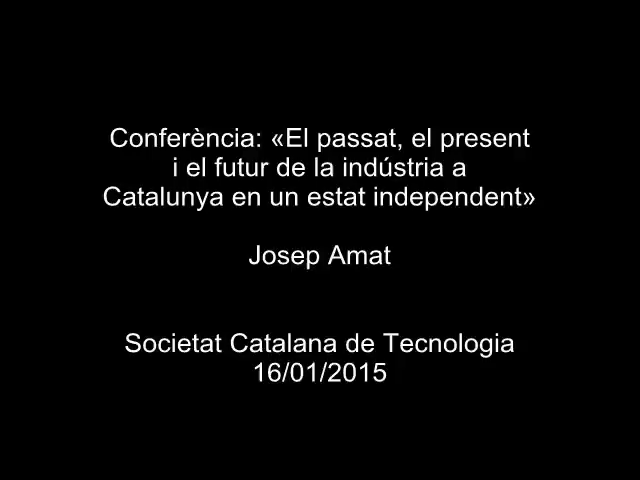 Conferència: «El passat, el present
i el futur de la indústria a
Catalunya en un estat independent»
Josep Amat
Societat Catalana de Tecnologia
16/01/2015